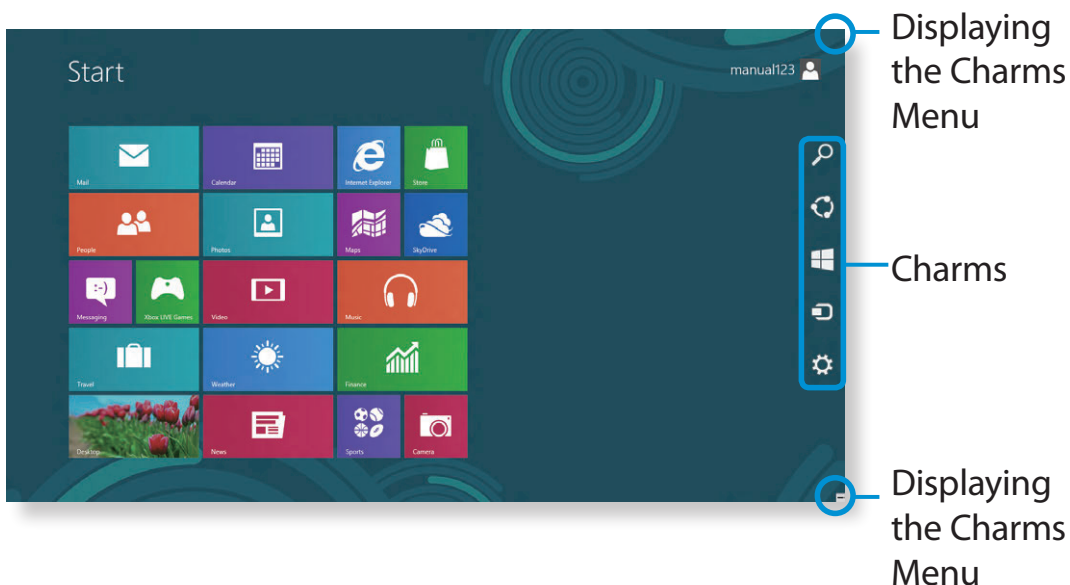 Displaying
the Charms
Menu
Start
manual123
Mail
Calendar
Internet Explorer
Store
People
Photos
Maps
SkyDrive
:-)
Messaging
Xbox LIVE Games
Video
Music
Charms
Travel
Weather
Finance
Desktop
News
Sports
Camera
Displaying
the Charms
Menu